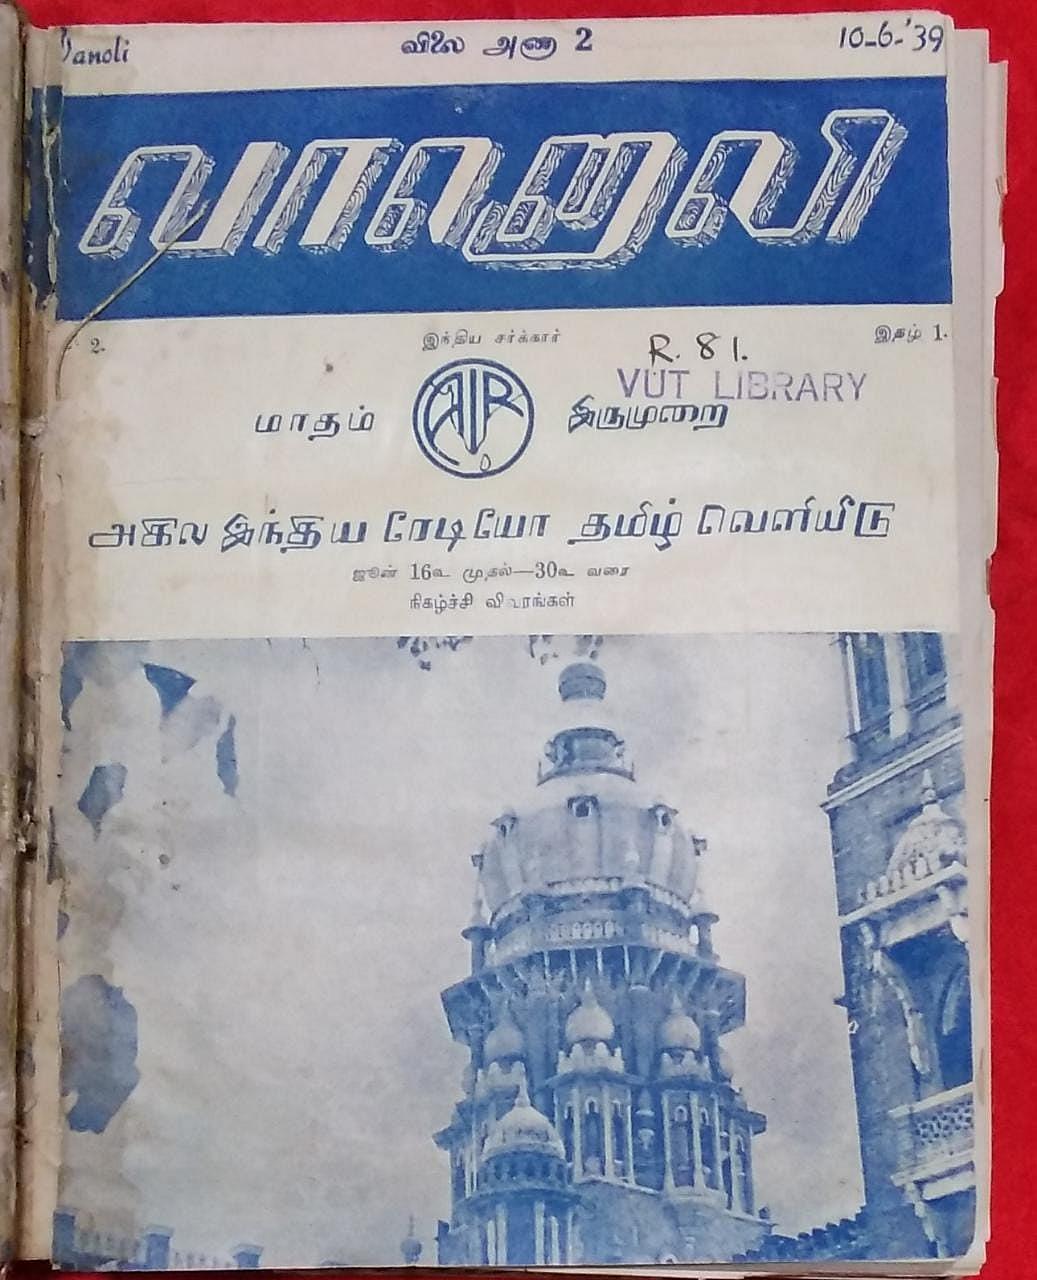 Vanoli விலை அணா 2 10-6-'39
வானொலி
2. இந்திய சர்க்கார் இதழ் 1.
R. 81.
VUT LIBRARY
மாதம் AIR இருமுறை
அகில இந்திய ரேடியோ தமிழ் வெளியீடு
ஜூன் 16உ முதல்—30உ வரை
நிகழ்ச்சி விவரங்கள்